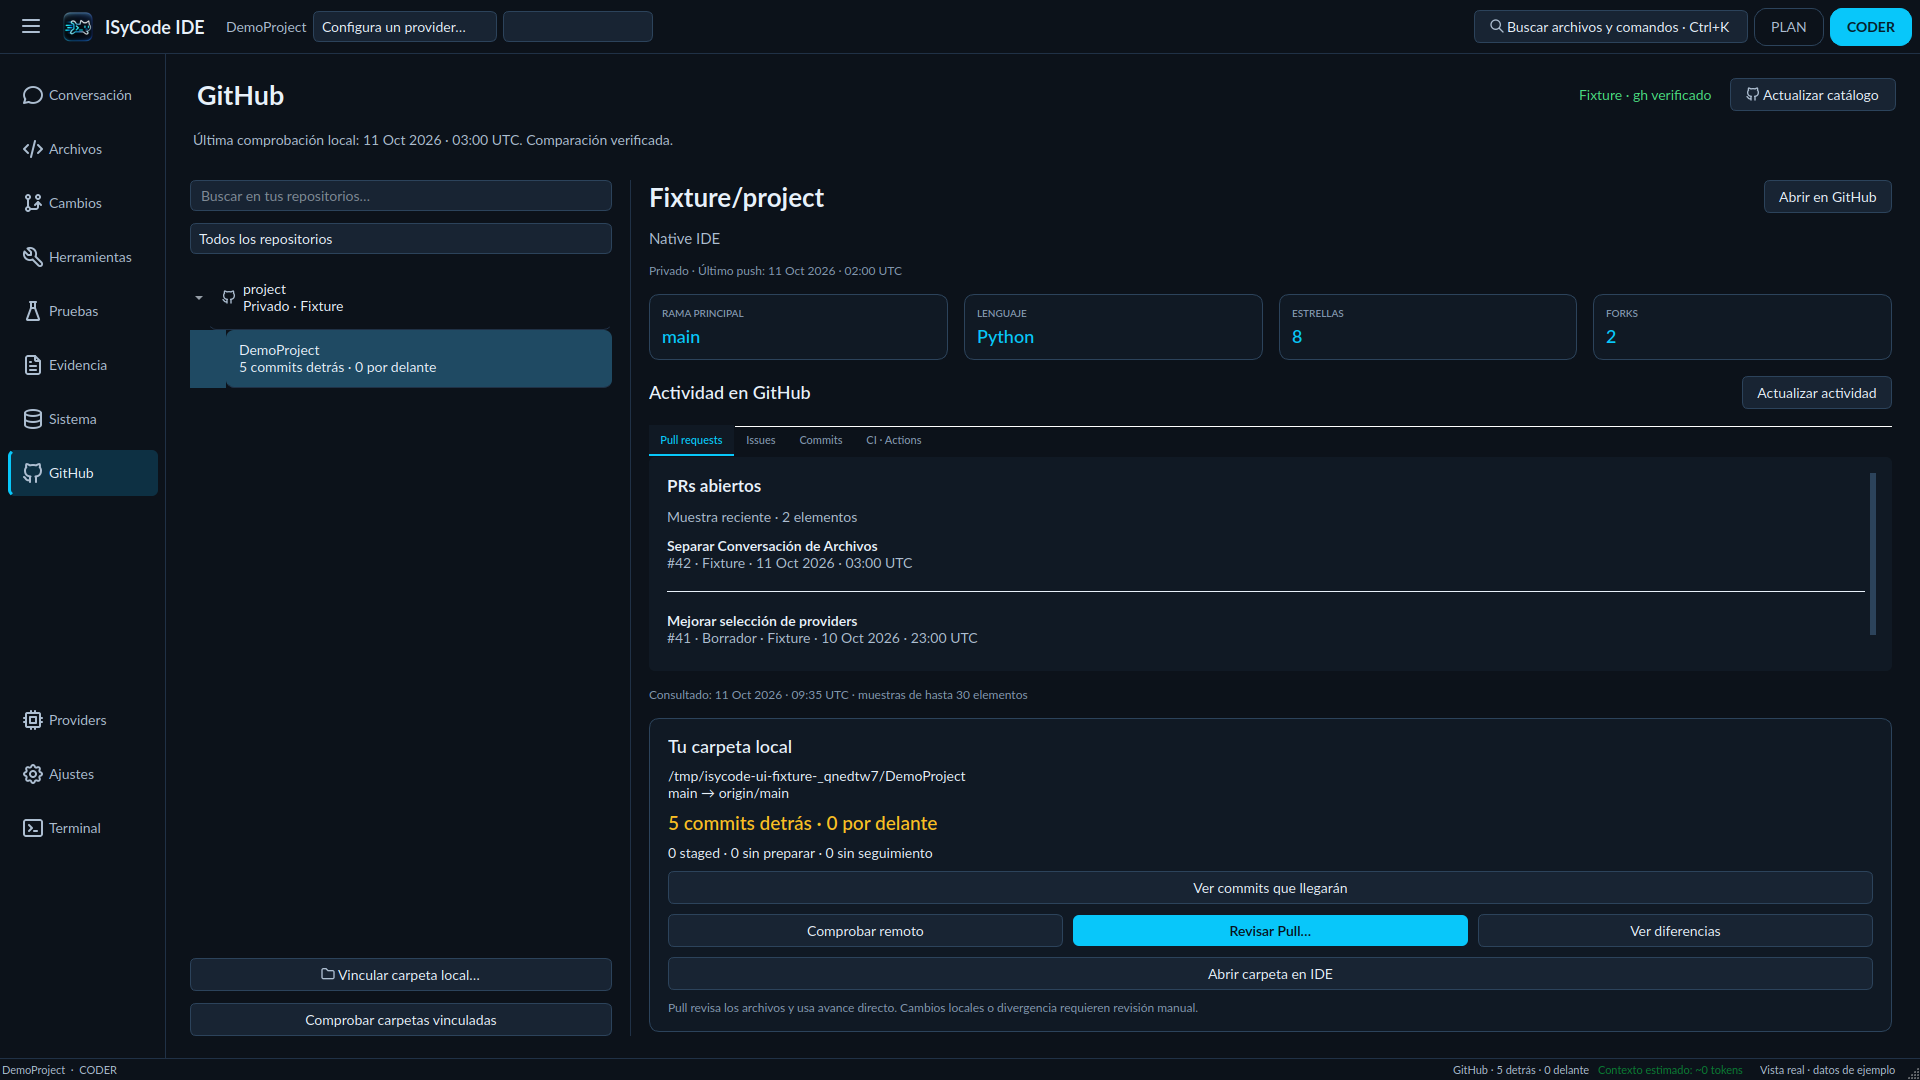 ISyCode IDE
DemoProject
Configura un provider...
Buscar archivos y comandos · Ctrl+K
PLAN
CODER
Conversación
Archivos
Cambios
Herramientas
Pruebas
Evidencia
Sistema
GitHub
Providers
Ajustes
Terminal
GitHub
Fixture · gh verificado
Actualizar catálogo
Última comprobación local: 11 Oct 2026 · 03:00 UTC. Comparación verificada.
Buscar en tus repositorios...
Todos los repositorios
project
Privado · Fixture
DemoProject
5 commits detrás · 0 por delante
Vincular carpeta local...
Comprobar carpetas vinculadas
Fixture/project
Abrir en GitHub
Native IDE
Privado · Último push: 11 Oct 2026 · 02:00 UTC
RAMA PRINCIPAL
main
LENGUAJE
Python
ESTRELLAS
8
FORKS
2
Actividad en GitHub
Actualizar actividad
Pull requests
Issues
Commits
CI · Actions
PRs abiertos
Muestra reciente · 2 elementos
Separar Conversación de Archivos
#42 · Fixture · 11 Oct 2026 · 03:00 UTC
Mejorar selección de providers
#41 · Borrador · Fixture · 10 Oct 2026 · 23:00 UTC
Consultado: 11 Oct 2026 · 09:35 UTC · muestras de hasta 30 elementos
Tu carpeta local
/tmp/isycode-ui-fixture-_qnedtw7/DemoProject
main → origin/main
5 commits detrás · 0 por delante
0 staged · 0 sin preparar · 0 sin seguimiento
Ver commits que llegarán
Comprobar remoto
Revisar Pull...
Ver diferencias
Abrir carpeta en IDE
Pull revisa los archivos y usa avance directo. Cambios locales o divergencia requieren revisión manual.
DemoProject · CODER
GitHub · 5 detrás · 0 delante
Contexto estimado: ~0 tokens
Vista real · datos de ejemplo